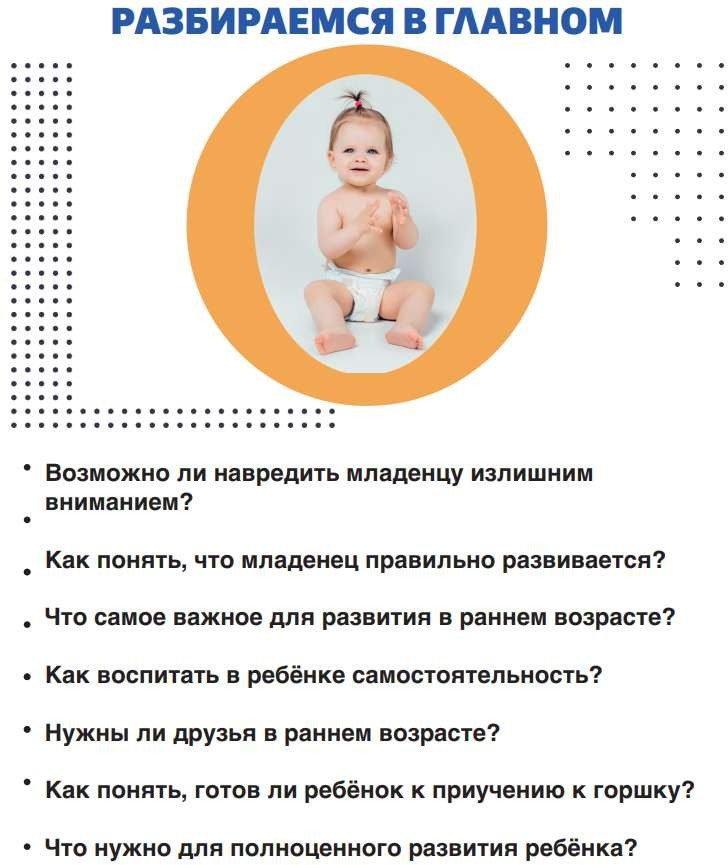 РАЗБИРАЕМСЯ В ГЛАВНОМ
• Возможно ли навредить младенцу излишним
вниманием?
• Как понять, что младенец правильно развивается?
• Что самое важное для развития в раннем возрасте?
• Как воспитать в ребёнке самостоятельность?
• Нужны ли друзья в раннем возрасте?
• Как понять, готов ли ребёнок к приучению к горшку?
• Что нужно для полноценного развития ребёнка?